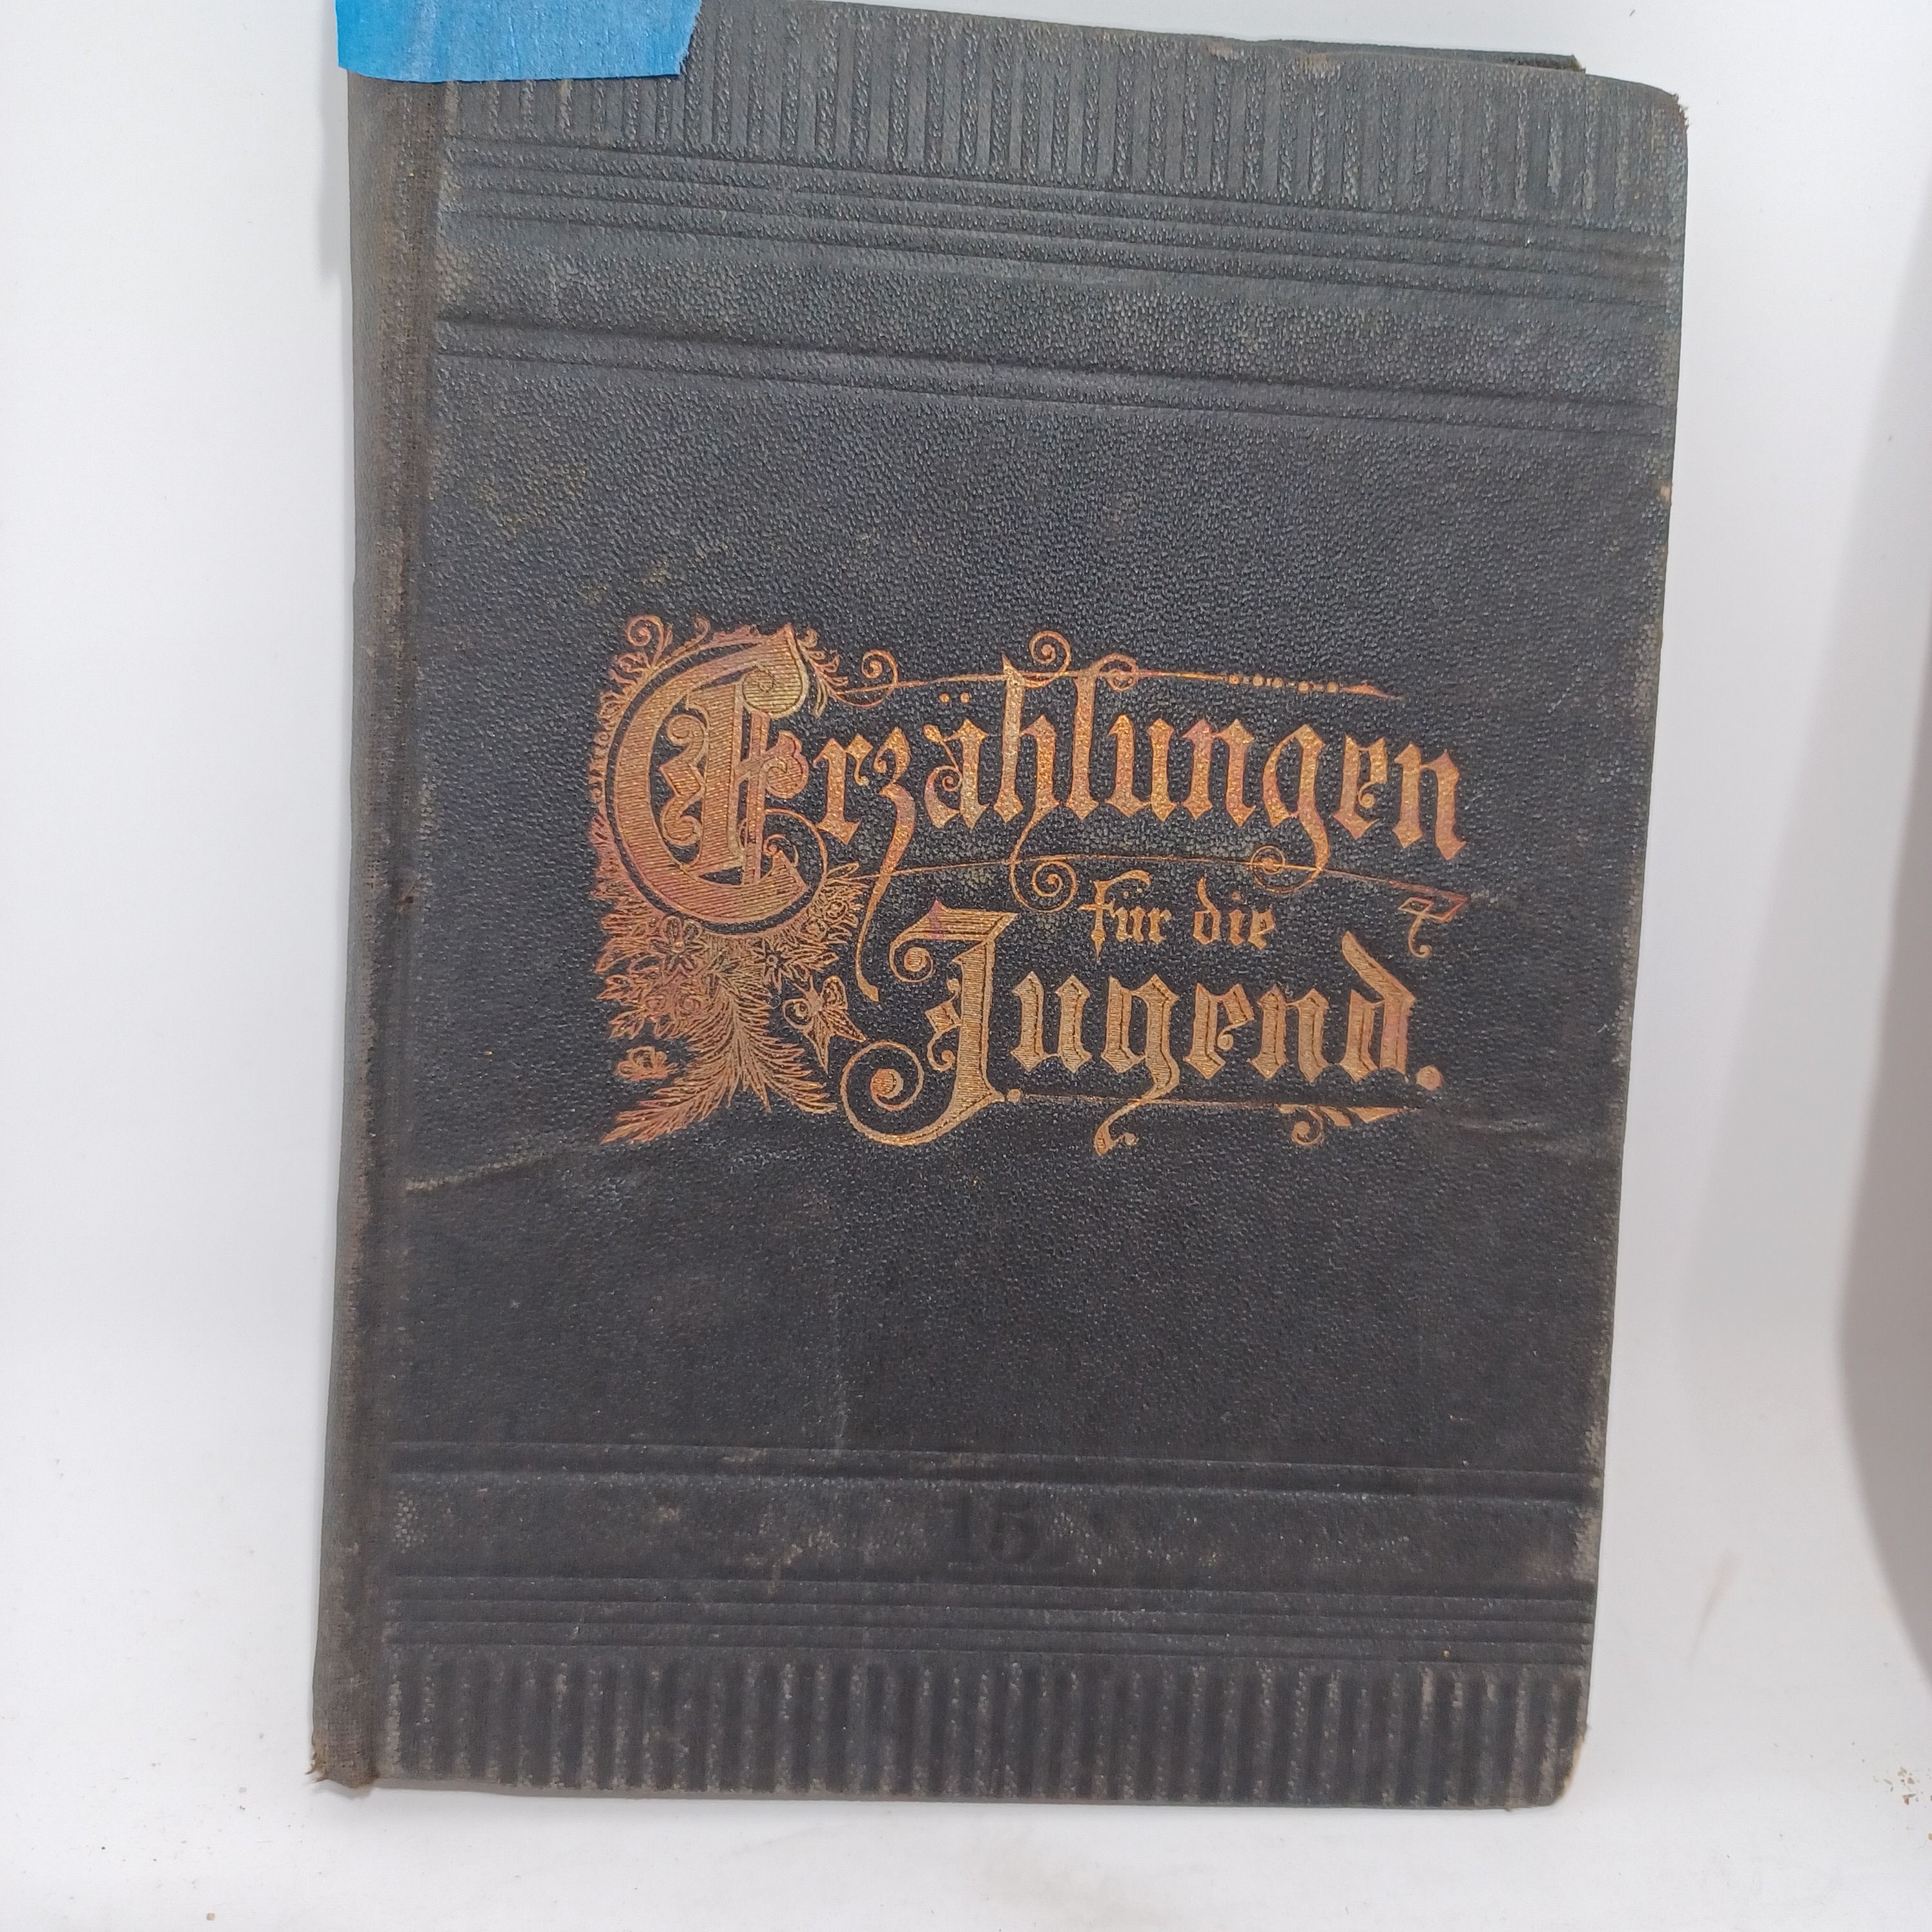 Erzählungen
für die
Jugend.
15